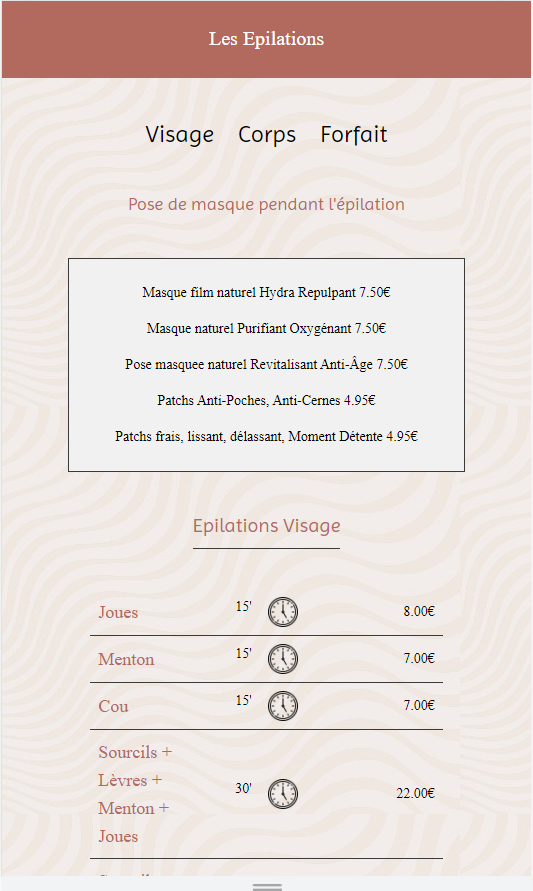 Les Epilations
Visage Corps Forfait
Pose de masque pendant l'épilation
Masque film naturel Hydra Repulpant 7.50€
Masque naturel Purifiant Oxygénant 7.50€
Pose masquee naturel Revitalisant Anti-Âge 7.50€
Patchs Anti-Poches, Anti-Cernes 4.95€
Patchs frais, lissant, délassant, Moment Détente 4.95€
Epilations Visage
Joues 15' 8.00€
Menton 15' 7.00€
Cou 15' 7.00€
Sourcils +
Lèvres +
Menton +
Joues
30' 22.00€